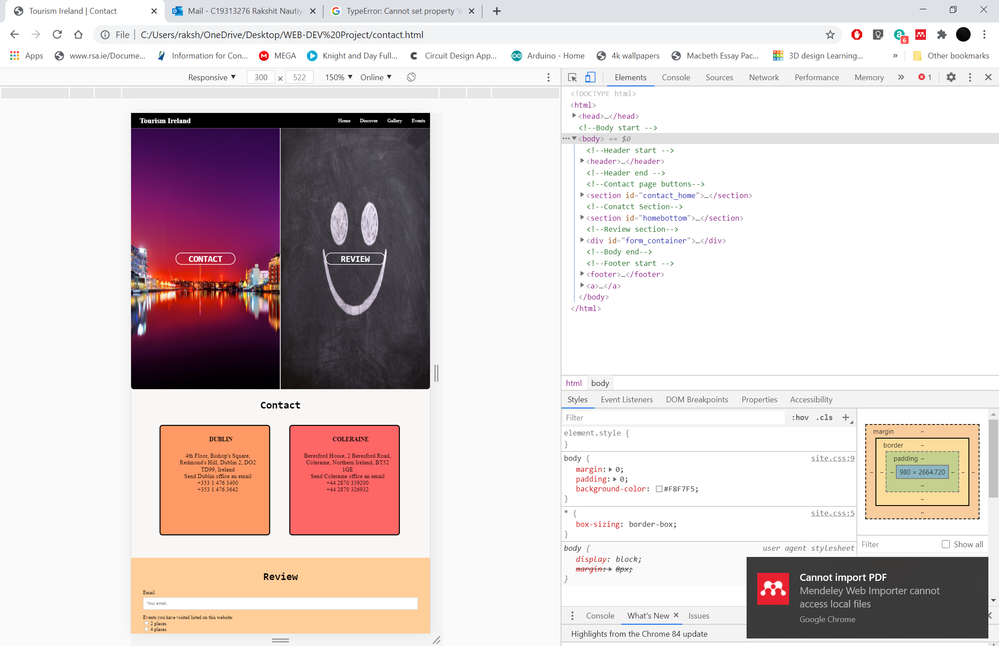 Tourism Ireland | Contact
Mail - C19313276 Rakshit Nautiy
TypeError: Cannot set property 'o
File
C:/Users/raksh/OneDrive/Desktop/WEB-DEV%20Project/contact.html
6
Apps
www.rsa.ie/Docume...
Information for Con...
MEGA
Knight and Day Full...
Circuit Design App...
Arduino - Home
4k wallpapers
Macbeth Essay Pac...
3D design Learning...
»
Other bookmarks
Responsive ▼ 300 × 522 150% ▼ Online ▼
Elements Console Sources Network Performance Memory » 1
Tourism Ireland
Home Discover Gallery Events
CONTACT
REVIEW
Contact
DUBLIN
4th Floor, Bishop's Square,
Redmond's Hill, Dublin 2, DO2
TD99, Ireland
Send Dublin office an email
+353 1 476 3400
+353 1 476 3642
COLERAINE
Beresford House, 2 Beresford Road,
Coleraine, Northern Ireland, BT52
1GE
Send Coleraine office an email
+44 2870 359200
+44 2870 326932
Review
Email
Your email..
Events you have visited listed on this website:
2 places
4 places
<!DOCTYPE html>
<html>
<head>…</head>
<!--Body start -->
<body> == $0
<!--Header start -->
<header>…</header>
<!--Header end -->
<!--Contact page buttons-->
<section id="contact_home">…</section>
<!--Conatct Section-->
<section id="homebottom">…</section>
<!--Review section-->
<div id="form_container">…</div>
<!--Body end-->
<!--Footer start -->
<footer>…</footer>
<a>…</a>
</body>
</html>
html body
Styles Event Listeners DOM Breakpoints Properties Accessibility
Filter :hov .cls +
element.style {
}
body { site.css:9
margin: 0;
padding: 0;
background-color: #F8F7F5;
}
* { site.css:5
box-sizing: border-box;
}
body { user agent stylesheet
display: block;
margin: 8px;
}
margin –
border –
padding –
– – – 980 × 2664.720 – – –
–
–
–
Filter Show all
Console What's New × Issues
Highlights from the Chrome 84 update
Cannot import PDF
Mendeley Web Importer cannot
access local files
Google Chrome